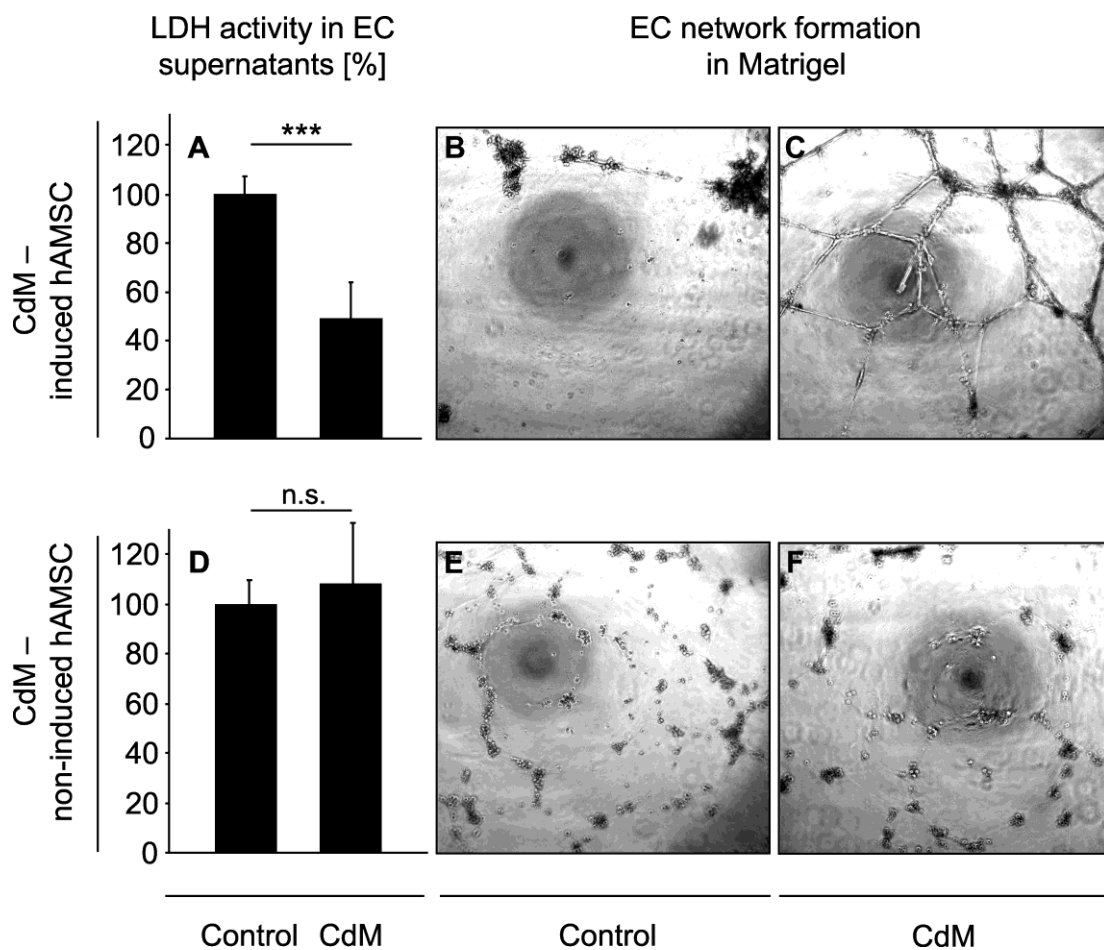 LDH activity in EC
supernatants [%]
EC network formation
in Matrigel
CdM –
induced hAMSC
120
100
80
60
40
20
0
A
***
B
C
CdM –
non-induced hAMSC
120
100
80
60
40
20
0
D
n.s.
E
F
Control
CdM
Control
CdM